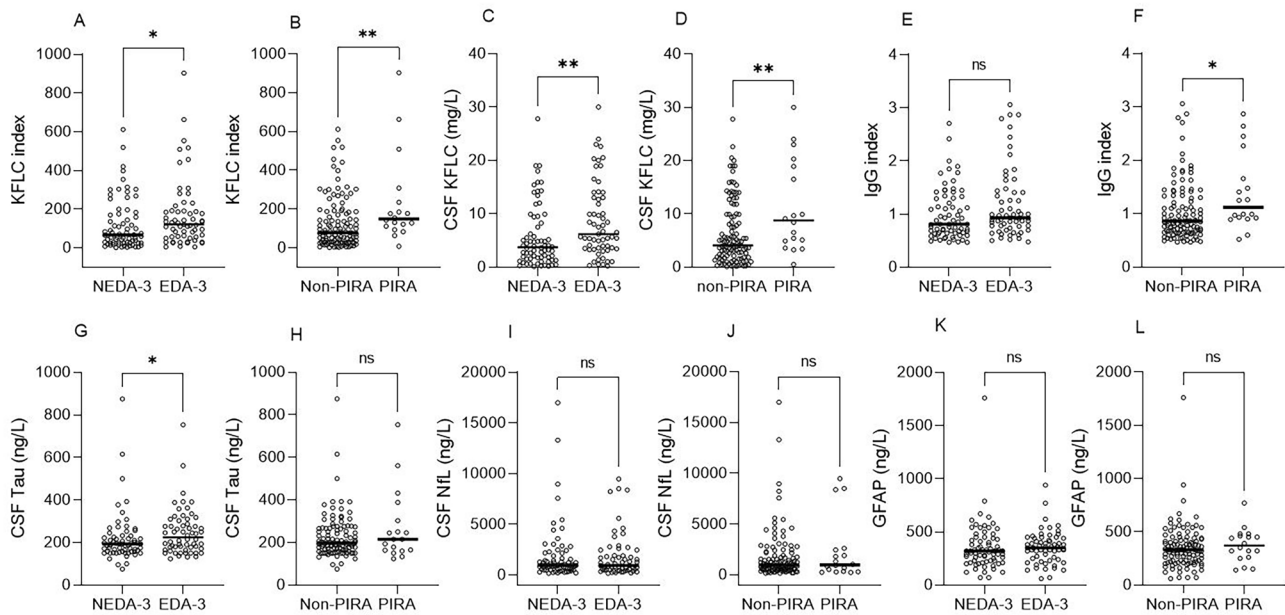 A
KFLC index
1000
800
600
400
200
0
*
NEDA-3 EDA-3
B
KFLC index
1000
800
600
400
200
0
**
Non-PIRA PIRA
C
CSF KFLC (mg/L)
40
30
20
10
0
**
NEDA-3 EDA-3
D
CSF KFLC (mg/L)
40
30
20
10
0
**
non-PIRA PIRA
E
IgG index
4
3
2
1
0
ns
NEDA-3 EDA-3
F
IgG index
4
3
2
1
0
*
Non-PIRA PIRA
G
CSF Tau (ng/L)
1000
800
600
400
200
0
*
NEDA-3 EDA-3
H
CSF Tau (ng/L)
1000
800
600
400
200
0
ns
Non-PIRA PIRA
I
CSF NfL (ng/L)
20000
15000
10000
5000
0
ns
NEDA-3 EDA-3
J
CSF NfL (ng/L)
20000
15000
10000
5000
0
ns
Non-PIRA PIRA
K
GFAP (ng/L)
2000
1500
1000
500
0
ns
NEDA-3 EDA-3
L
GFAP (ng/L)
2000
1500
1000
500
0
ns
Non-PIRA PIRA